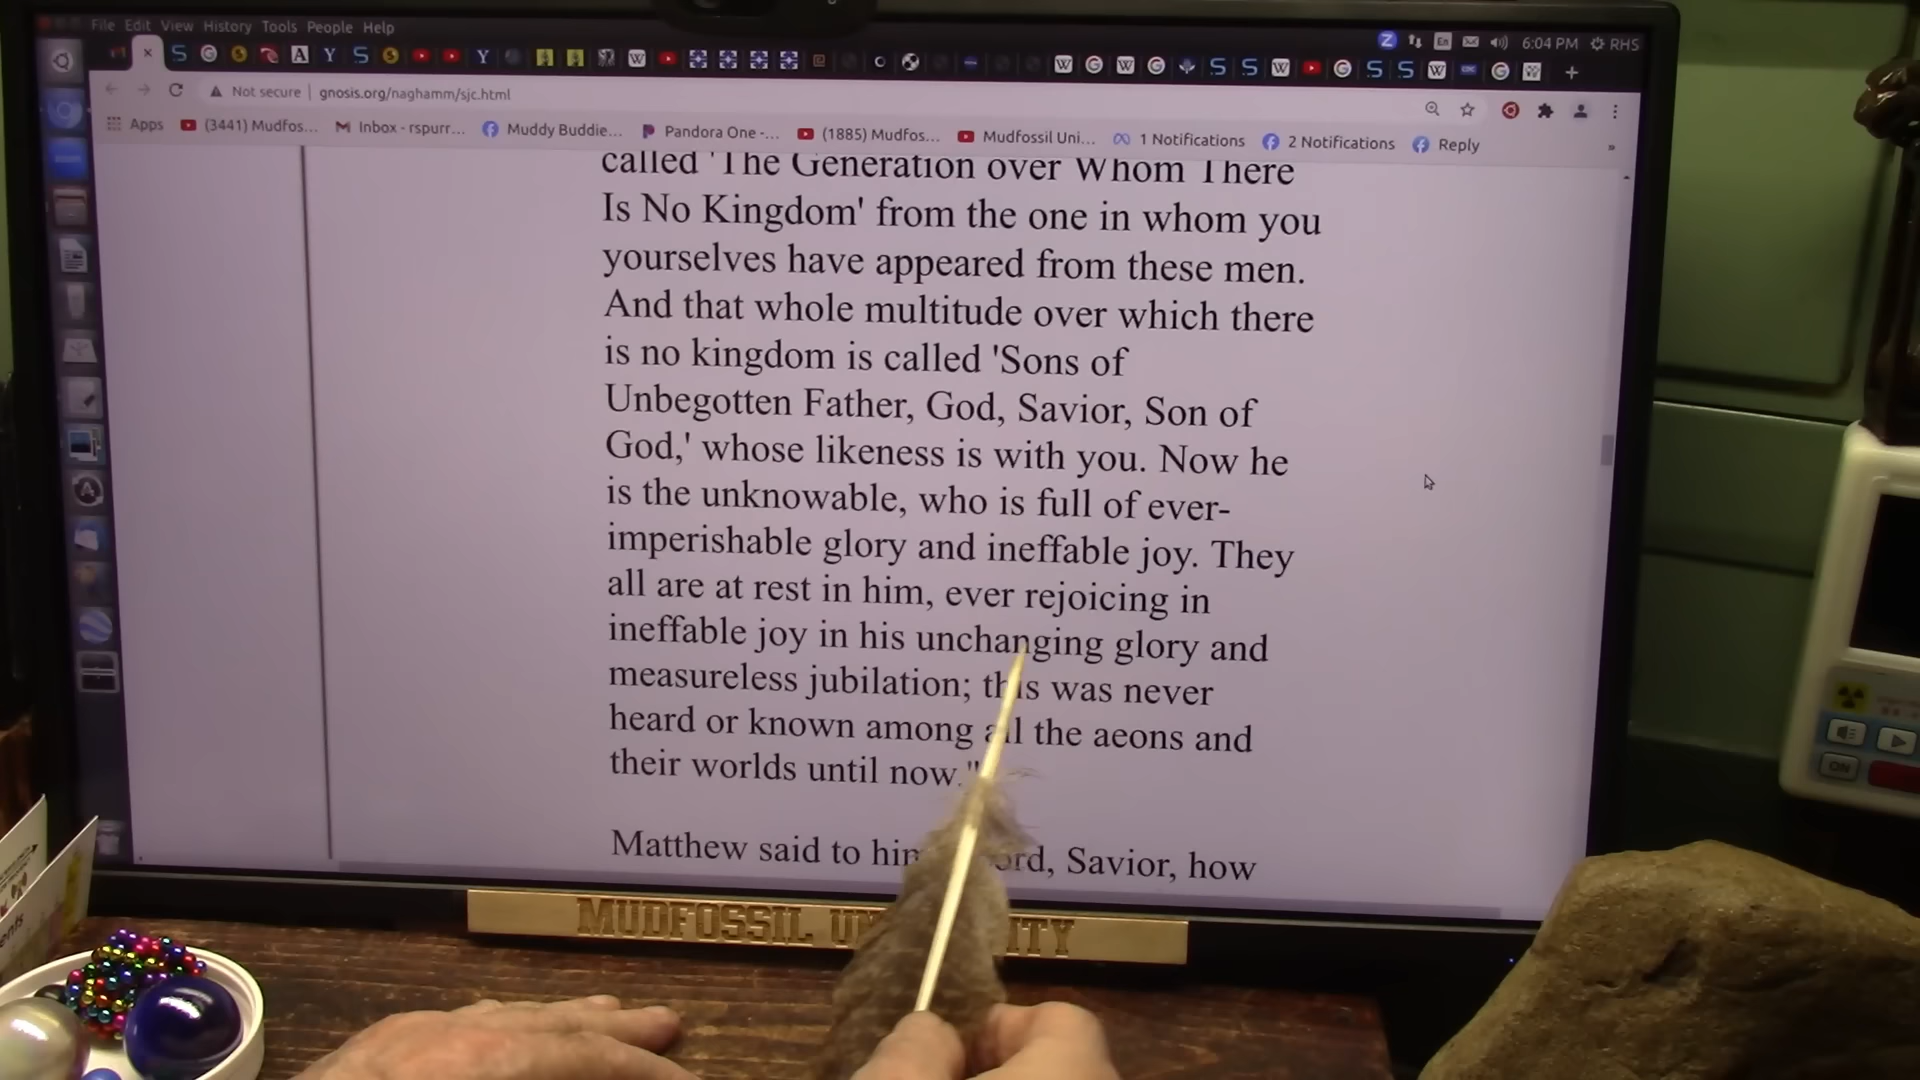 File Edit View History Tools People Help
6:04 PM RHS
Not secure | gnosis.org/naghamm/sjc.html
Apps (3441) Mudfos... Inbox - rspurr... Muddy Buddie... Pandora One -... (1885) Mudfos... Mudfossil Uni... 1 Notifications 2 Notifications Reply »
called 'The Generation over Whom There
Is No Kingdom' from the one in whom you
yourselves have appeared from these men.
And that whole multitude over which there
is no kingdom is called 'Sons of
Unbegotten Father, God, Savior, Son of
God,' whose likeness is with you. Now he
is the unknowable, who is full of ever-
imperishable glory and ineffable joy. They
all are at rest in him, ever rejoicing in
ineffable joy in his unchanging glory and
measureless jubilation; this was never
heard or known among all the aeons and
their worlds until now."
Matthew said to him Lord, Savior, how
MUDFOSSIL UNIVERSITY
ON